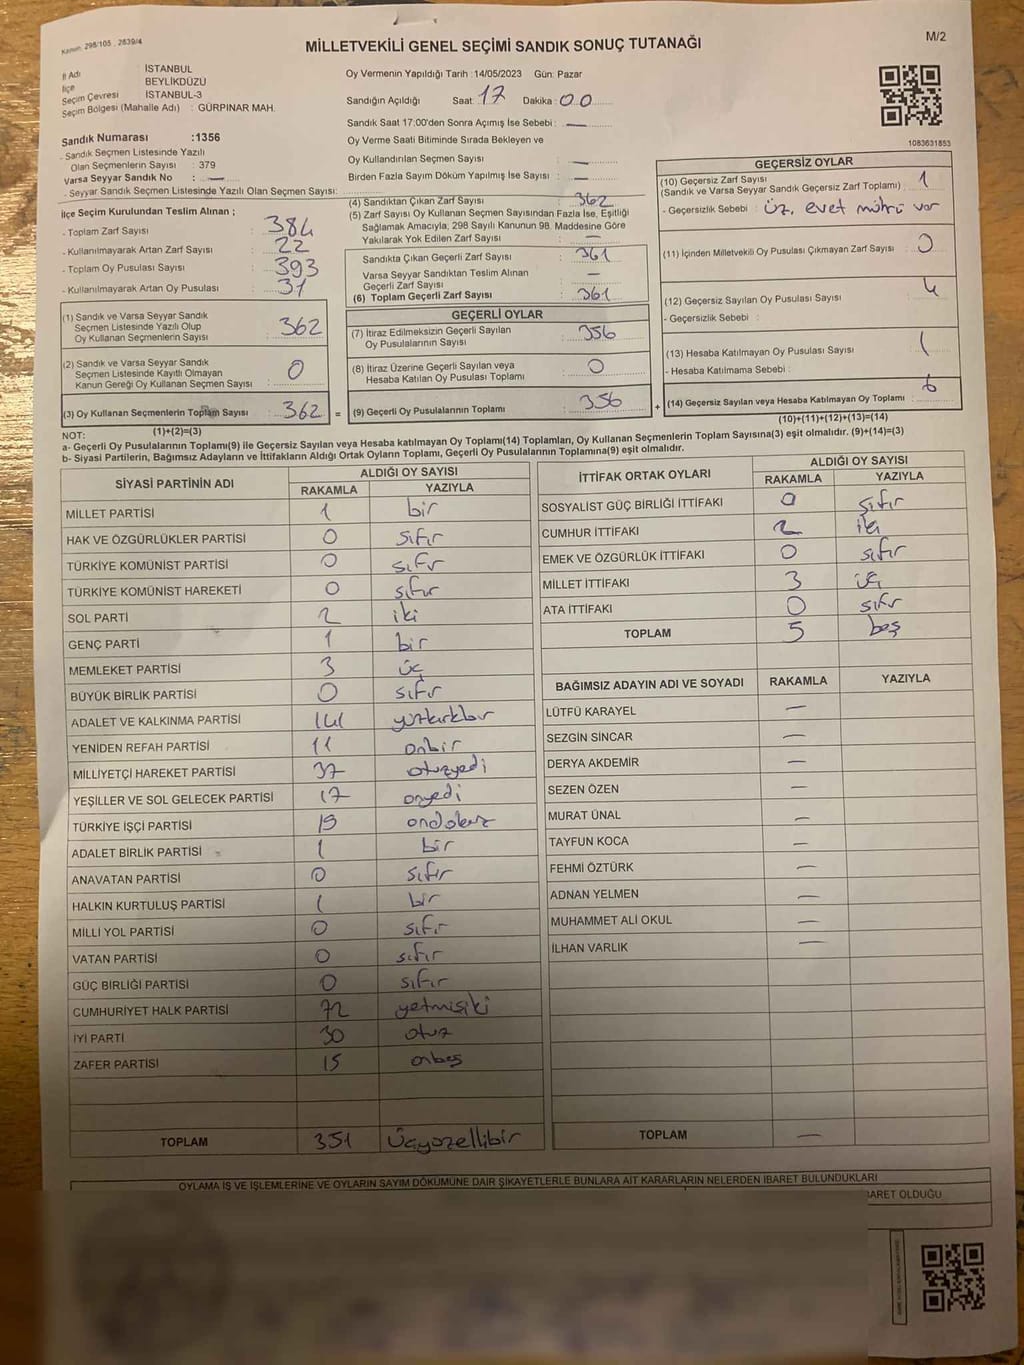 Kanun: 298/105 , 2839/4
MİLLETVEKİLİ GENEL SEÇİMİ SANDIK SONUÇ TUTANAĞI
M/2
İl Adı : İSTANBUL
İlçe : BEYLİKDÜZÜ
Seçim Çevresi : İSTANBUL-3
Seçim Bölgesi (Mahalle Adı) : GÜRPINAR MAH.
Sandık Numarası :1356
- Sandık Seçmen Listesinde Yazılı
Olan Seçmenlerin Sayısı : 379
Varsa Seyyar Sandık No : —
- Seyyar Sandık Seçmen Listesinde Yazılı Olan Seçmen Sayısı:
Oy Vermenin Yapıldığı Tarih :14/05/2023 Gün: Pazar
Sandığın Açıldığı Saat: 17 Dakika: 00
Sandık Saat 17:00'den Sonra Açımış İse Sebebi : —
Oy Verme Saati Bitiminde Sırada Bekleyen ve
Oy Kullandırılan Seçmen Sayısı : —
Birden Fazla Sayım Döküm Yapılmış İse Sayısı : —
1083631853
İlçe Seçim Kurulundan Teslim Alınan ;
- Toplam Zarf Sayısı : 384
- Kullanılmayarak Artan Zarf Sayısı : 22
- Toplam Oy Pusulası Sayısı : 393
- Kullanılmayarak Artan Oy Pusulası : 31
(1) Sandık ve Varsa Seyyar Sandık
Seçmen Listesinde Yazılı Olup
Oy Kullanan Seçmenlerin Sayısı : 362
(2) Sandık ve Varsa Seyyar Sandık
Seçmen Listesinde Kayıtlı Olmayan
Kanun Gereği Oy Kullanan Seçmen Sayısı : 0
(3) Oy Kullanan Seçmenlerin Toplam Sayısı : 362 =
(1)+(2)=(3)
(4) Sandıktan Çıkan Zarf Sayısı : 362
(5) Zarf Sayısı Oy Kullanan Seçmen Sayısından Fazla İse, Eşitliği
Sağlamak Amacıyla; 298 Sayılı Kanunun 98. Maddesine Göre
Yakılarak Yok Edilen Zarf Sayısı : —
Sandıkta Çıkan Geçerli Zarf Sayısı : 361
Varsa Seyyar Sandıktan Teslim Alınan
Geçerli Zarf Sayısı : —
(6) Toplam Geçerli Zarf Sayısı : 361
GEÇERLİ OYLAR
(7) İtiraz Edilmeksizin Geçerli Sayılan
Oy Pusulalarının Sayısı : 356
(8) İtiraz Üzerine Geçerli Sayılan veya
Hesaba Katılan Oy Pusulası Toplamı : 0
(9) Geçerli Oy Pusulalarının Toplamı : 356 +
GEÇERSİZ OYLAR
(10) Geçersiz Zarf Sayısı
(Sandık ve Varsa Seyyar Sandık Geçersiz Zarf Toplamı) : 1
- Geçersizlik Sebebi : üz. evet mührü var
(11) İçinden Milletvekili Oy Pusulası Çıkmayan Zarf Sayısı : 0
(12) Geçersiz Sayılan Oy Pusulası Sayısı : 4
- Geçersizlik Sebebi :
(13) Hesaba Katılmayan Oy Pusulası Sayısı : 1
- Hesaba Katılmama Sebebi :
(14) Geçersiz Sayılan veya Hesaba Katılmayan Oy Toplamı : 6
(10)+(11)+(12)+(13)=(14)
NOT:
a- Geçerli Oy Pusulalarının Toplamı(9) ile Geçersiz Sayılan veya Hesaba katılmayan Oy Toplamı(14) Toplamları, Oy Kullanan Seçmenlerin Toplam Sayısına(3) eşit olmalıdır. (9)+(14)=(3)
b- Siyasi Partilerin, Bağımsız Adayların ve İttifakların Aldığı Ortak Oyların Toplamı, Geçerli Oy Pusulalarının Toplamına(9) eşit olmalıdır.
SİYASİ PARTİNİN ADI ALDIĞI OY SAYISI
RAKAMLA YAZIYLA
MİLLET PARTİSİ 1 bir
HAK VE ÖZGÜRLÜKLER PARTİSİ 0 sıfır
TÜRKİYE KOMÜNİST PARTİSİ 0 sıfır
TÜRKİYE KOMÜNİST HAREKETİ 0 sıfır
SOL PARTİ 2 iki
GENÇ PARTİ 1 bir
MEMLEKET PARTİSİ 3 üç
BÜYÜK BİRLİK PARTİSİ 0 sıfır
ADALET VE KALKINMA PARTİSİ 141 yüzkırkbir
YENİDEN REFAH PARTİSİ 11 onbir
MİLLİYETÇİ HAREKET PARTİSİ 37 otuzyedi
YEŞİLLER VE SOL GELECEK PARTİSİ 17 onyedi
TÜRKİYE İŞÇİ PARTİSİ 19 ondokuz
ADALET BİRLİK PARTİSİ 1 bir
ANAVATAN PARTİSİ 0 sıfır
HALKIN KURTULUŞ PARTİSİ 1 bir
MİLLİ YOL PARTİSİ 0 sıfır
VATAN PARTİSİ 0 sıfır
GÜÇ BİRLİĞİ PARTİSİ 0 sıfır
CUMHURİYET HALK PARTİSİ 72 yetmişiki
İYİ PARTİ 30 otuz
ZAFER PARTİSİ 15 onbeş
TOPLAM 351 Üçyüzellibir
İTTİFAK ORTAK OYLARI ALDIĞI OY SAYISI
RAKAMLA YAZIYLA
SOSYALİST GÜÇ BİRLİĞİ İTTİFAKI 0 sıfır
CUMHUR İTTİFAKI 2 iki
EMEK VE ÖZGÜRLÜK İTTİFAKI 0 sıfır
MİLLET İTTİFAKI 3 üç
ATA İTTİFAKI 0 sıfır
TOPLAM 5 beş
BAĞIMSIZ ADAYIN ADI VE SOYADI RAKAMLA YAZIYLA
LÜTFÜ KARAYEL —
SEZGİN SİNCAR —
DERYA AKDEMİR —
SEZEN ÖZEN —
MURAT ÜNAL —
TAYFUN KOCA —
FEHMİ ÖZTÜRK —
ADNAN YELMEN —
MUHAMMET ALİ OKUL —
İLHAN VARLIK —
TOPLAM —
OYLAMA İŞ VE İŞLEMLERİNE VE OYLARIN SAYIM DÖKÜMÜNE DAİR ŞİKAYETLERLE BUNLARA AİT KARARLARIN NELERDEN İBARET BULUNDUKLARI
İBARET OLDUĞU